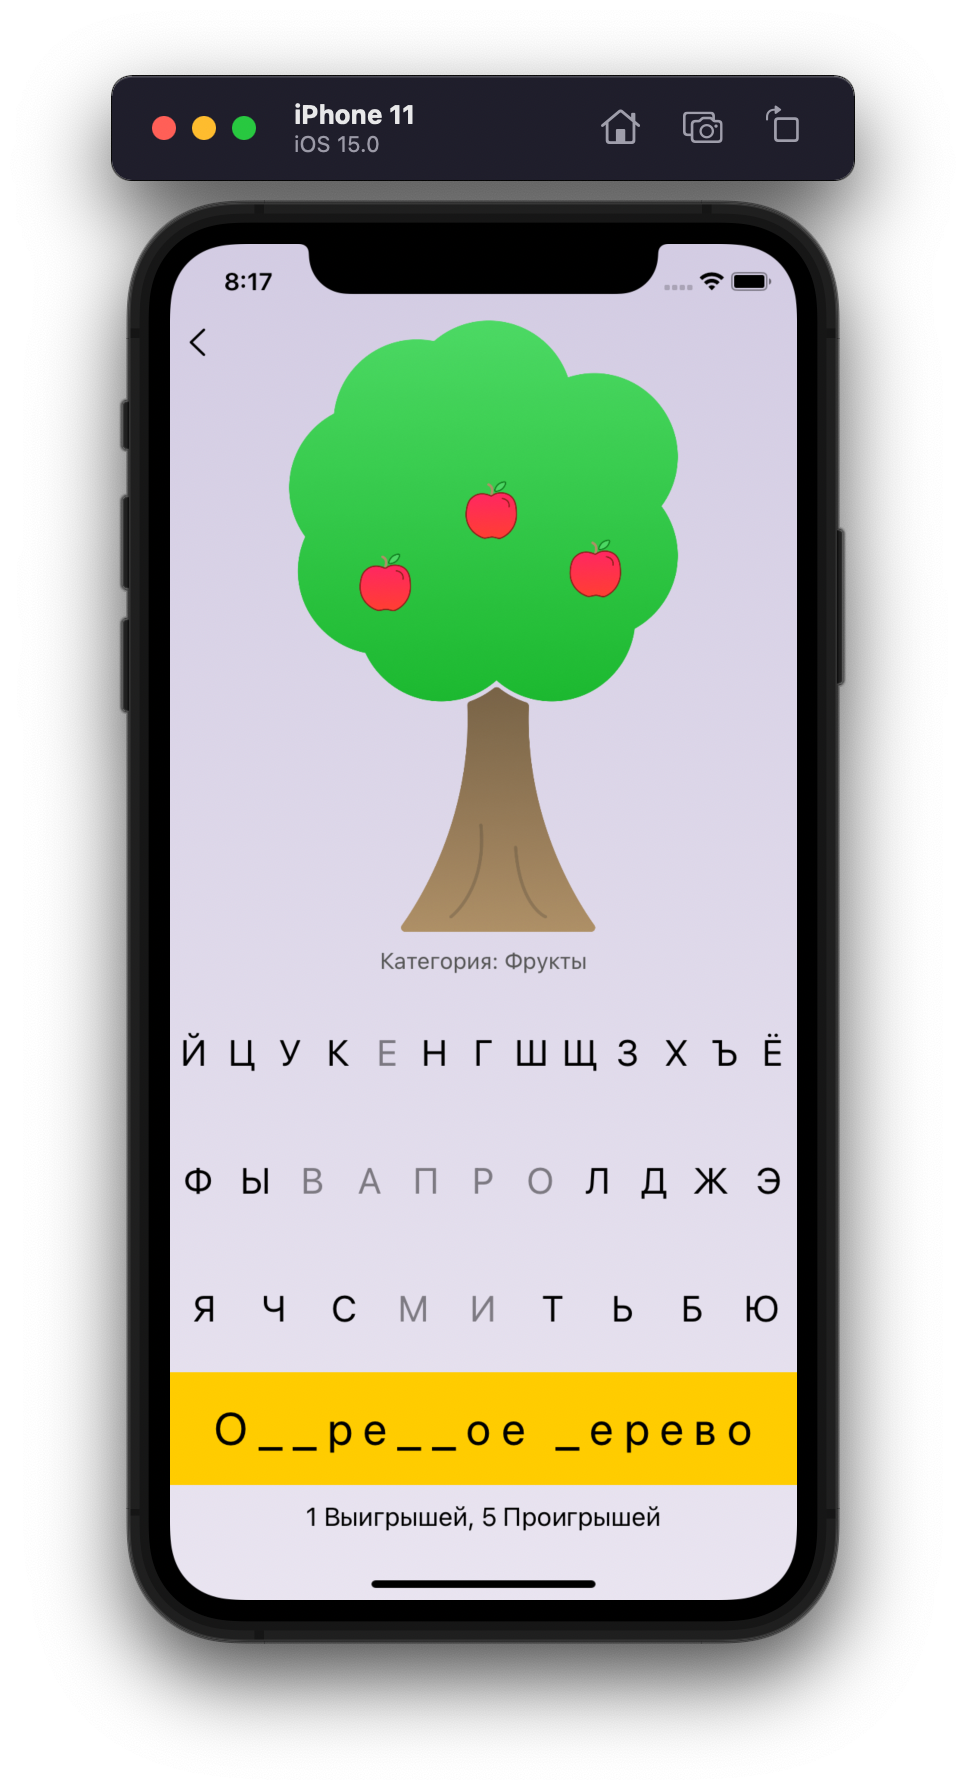 iPhone 11
iOS 15.0
8:17
Категория: Фрукты
Й Ц У К Е Н Г Ш Щ З Х Ъ Ё
Ф Ы В А П Р О Л Д Ж Э
Я Ч С М И Т Ь Б Ю
О _ _ р е _ _ о е _ е р е в о
1 Выигрышей, 5 Проигрышей